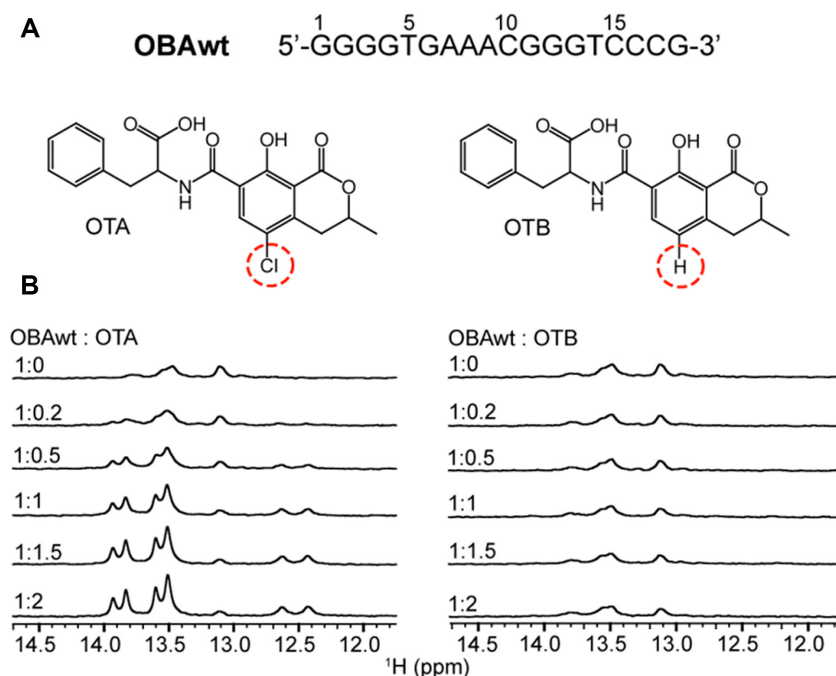 A
1 5 10 15
OBAwt 5'-GGGGTGAAACGGGTCCCG-3'
O OH O OH O
N
H
O
OTA
Cl
O OH O OH O
N
H
O
OTB
H
B
OBAwt : OTA
1:0
1:0.2
1:0.5
1:1
1:1.5
1:2
14.5 14.0 13.5 13.0 12.5 12.0
OBAwt : OTB
1:0
1:0.2
1:0.5
1:1
1:1.5
1:2
14.5 14.0 13.5 13.0 12.5 12.0
¹H (ppm)